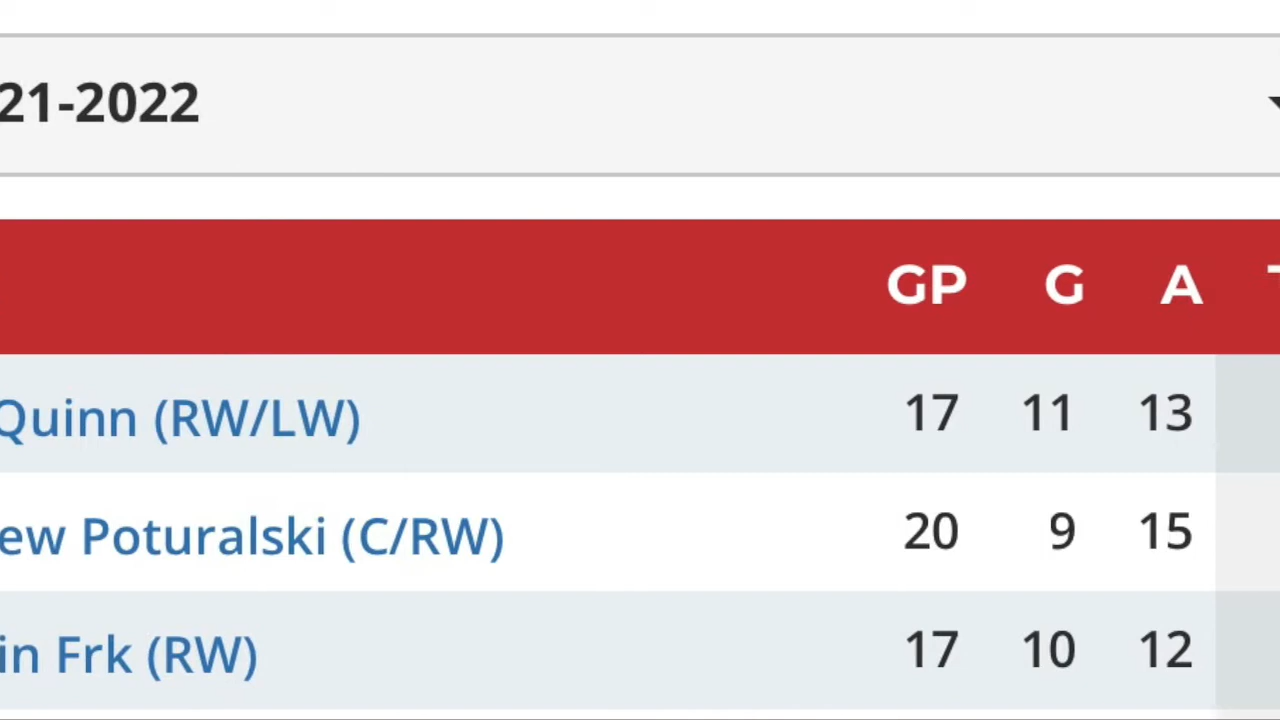 21-2022
GP G A
Quinn (RW/LW) 17 11 13
ew Poturalski (C/RW) 20 9 15
in Frk (RW) 17 10 12